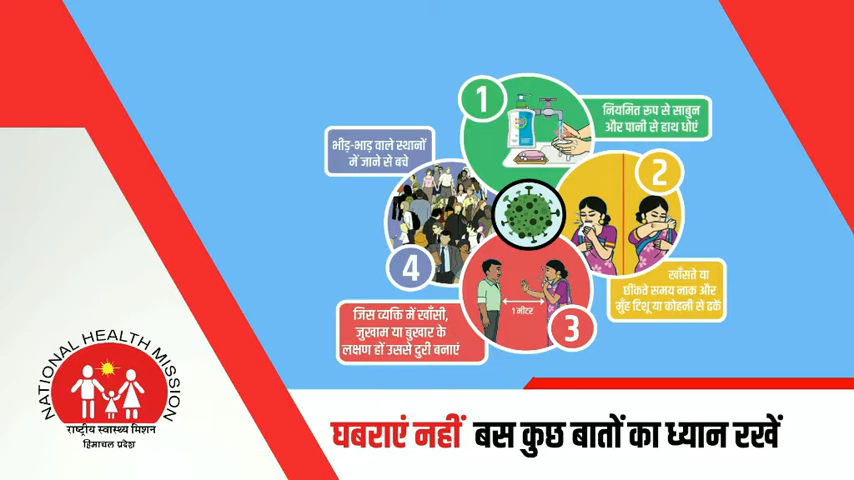 1
नियमित रूप से साबुन
और पानी से हाथ धोएं
2
खाँसते या
छींकते समय नाक और
मुँह टिशू या कोहनी से ढकें
3
1 मीटर
जिस व्यक्ति में खाँसी,
जुखाम या बुखार के
लक्षण हों उससे दुरी बनाएं
4
भीड़-भाड़ वाले स्थानों
में जाने से बचे
NATIONAL HEALTH MISSION
राष्ट्रीय स्वास्थ्य मिशन
हिमाचल प्रदेश
घबराएं नहीं बस कुछ बातों का ध्यान रखें